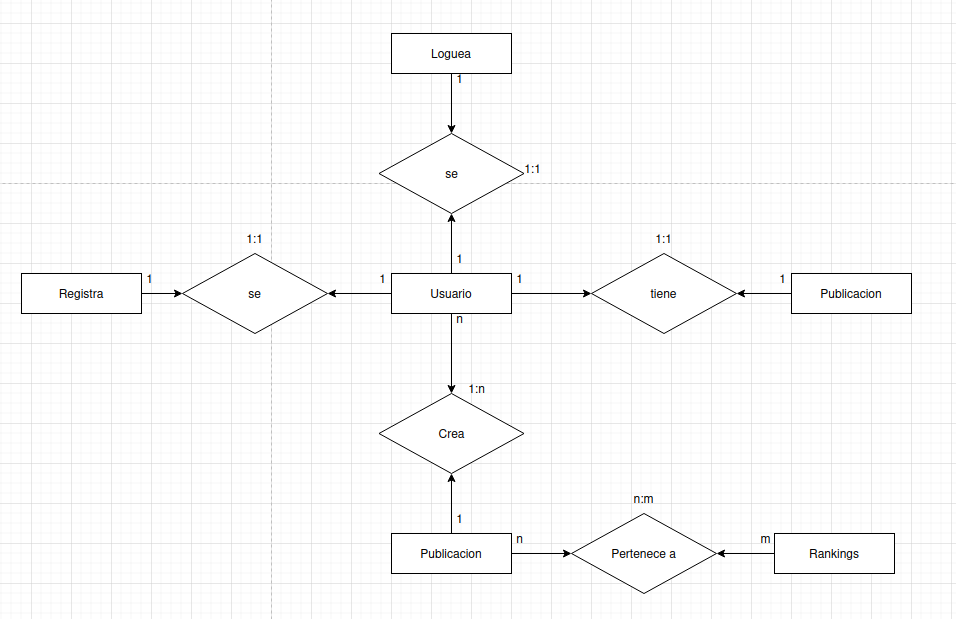 Loguea
1
se
1:1
1
1:1
1:1
Registra
1
se
1
Usuario
1
tiene
1
Publicacion
n
1:n
Crea
1
n:m
Publicacion
n
Pertenece a
m
Rankings